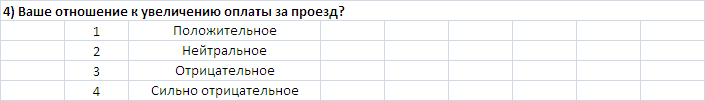 4) Ваше отношение к увеличению оплаты за проезд?
1 Положительное
2 Нейтральное
3 Отрицательное
4 Сильно отрицательное